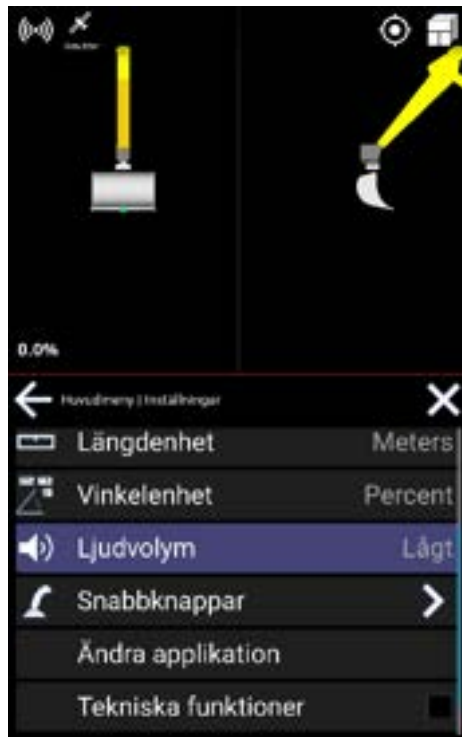 0.0%
Huvudmeny | Inställningar
Längdenhet Meters
Vinkelenhet Percent
Ljudvolym Lågt
Snabbknappar
Ändra applikation
Tekniska funktioner